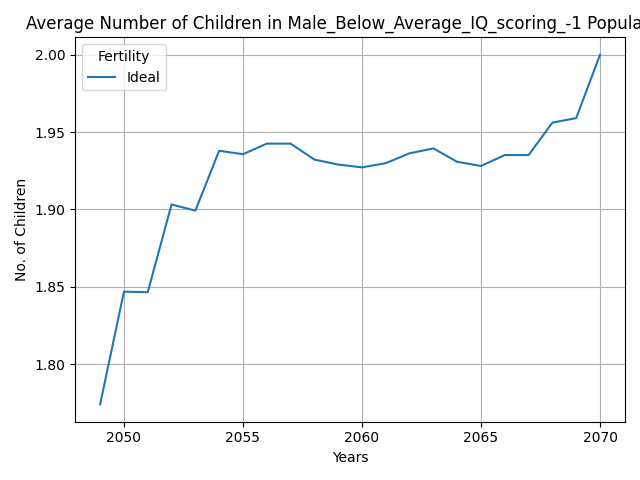 Average Number of Children in Male_Below_Average_IQ_scoring_-1 Popula
Fertility
Ideal
2.00
1.95
1.90
1.85
1.80
No. of Children
2050 2055 2060 2065 2070
Years